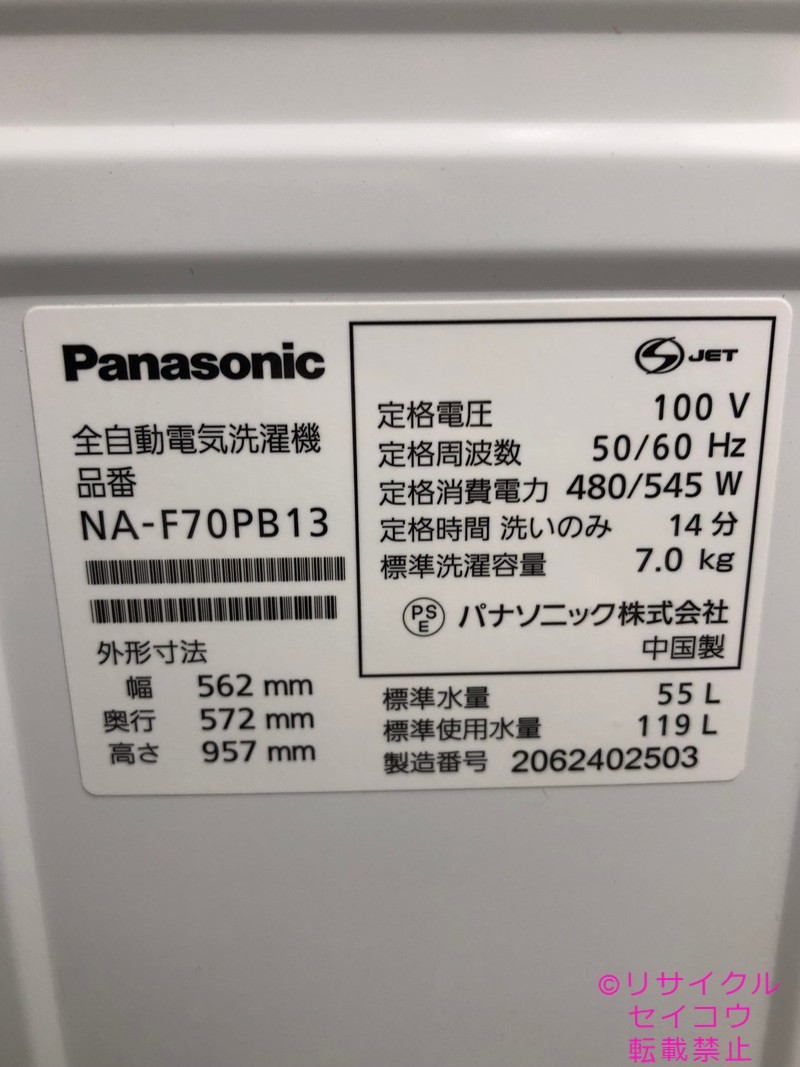 Panasonic
全自動電気洗濯機
品番
NA-F70PB13
外形寸法
幅 562 mm
奥行 572 mm
高さ 957 mm
S JET
定格電圧 100 V
定格周波数 50/60 Hz
定格消費電力 480/545 W
定格時間 洗いのみ 14 分
標準洗濯容量 7.0 kg
PS
E パナソニック株式会社
中国製
標準水量 55 L
標準使用水量 119 L
製造番号 2062402503
©リサイクル
セイコウ
転載禁止